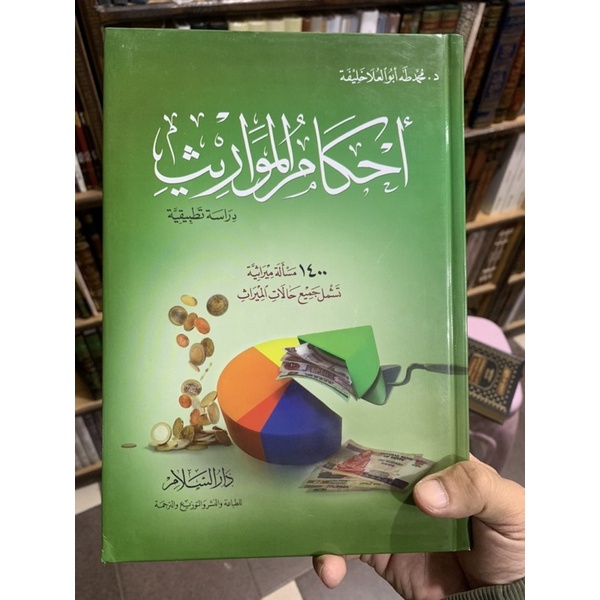 د. محمد طه أبو العلا خليفة
أحكام المواريث
دراسة تطبيقية
١٤٠٠ مسألة ميراثية
تشمل جميع حالات الميراث
دار السلام
للطباعة والنشر والتوزيع والترجمة